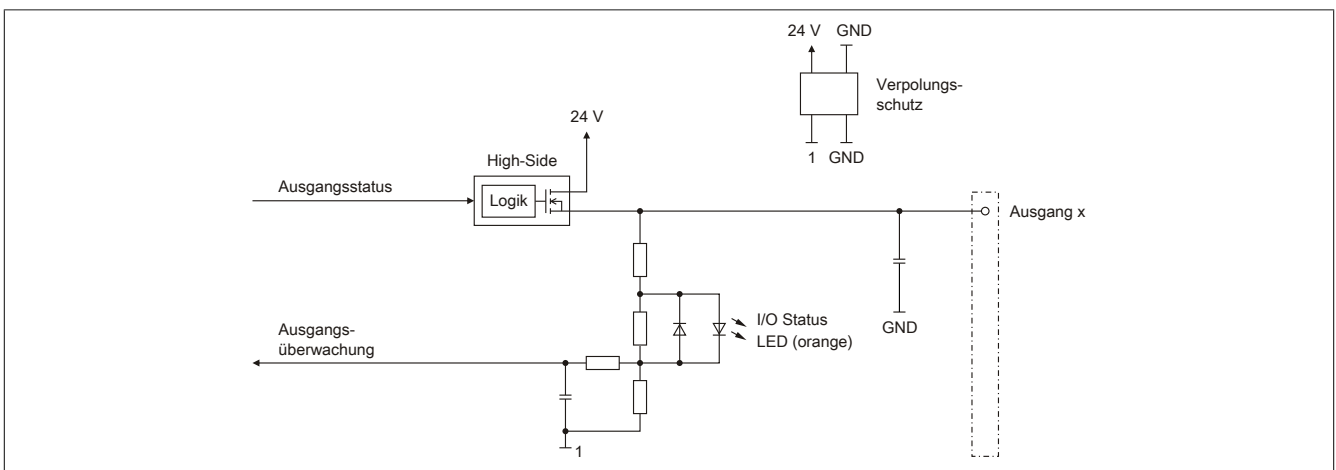 24 V GND
Verpolungs-
schutz
1 GND
24 V
High-Side
Ausgangsstatus
Logik
Ausgang x
I/O Status
LED (orange)
GND
Ausgangs-
überwachung
1